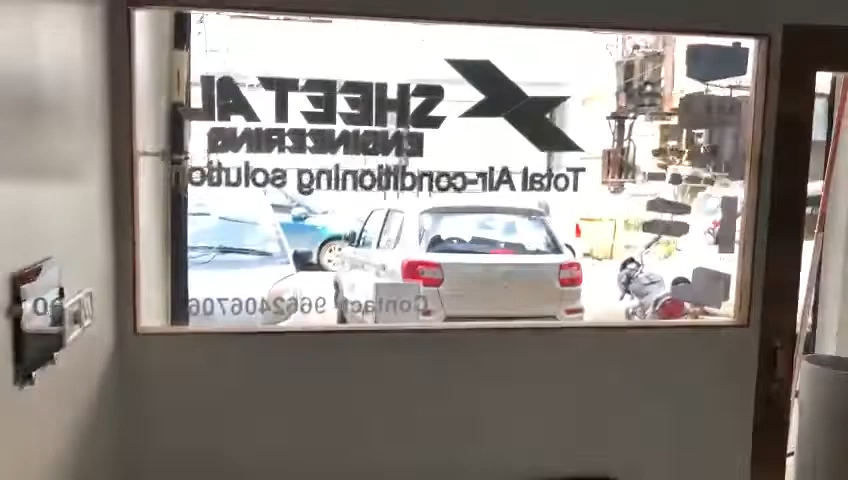 SHEETAL
ENGINEERING
Total Air-conditioning solution
Contact 9662406706